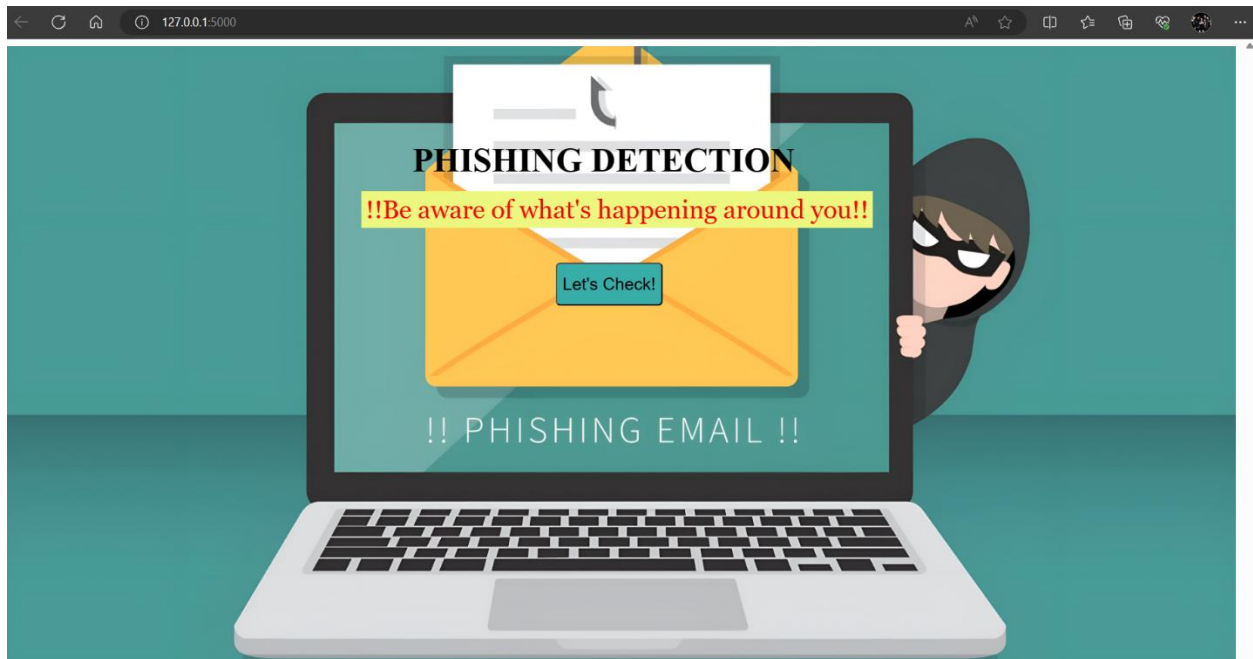 127.0.0.1:5000
PHISHING DETECTION
!!Be aware of what's happening around you!!
Let's Check!
!! PHISHING EMAIL !!